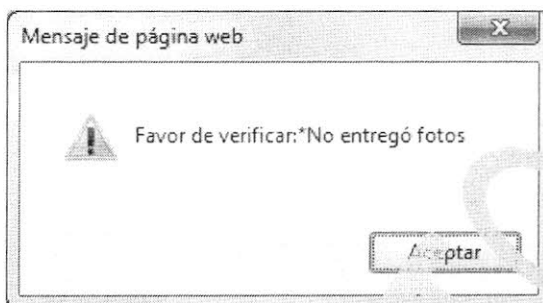 Mensaje de página web
Favor de verificar:*No entregó fotos
Aceptar